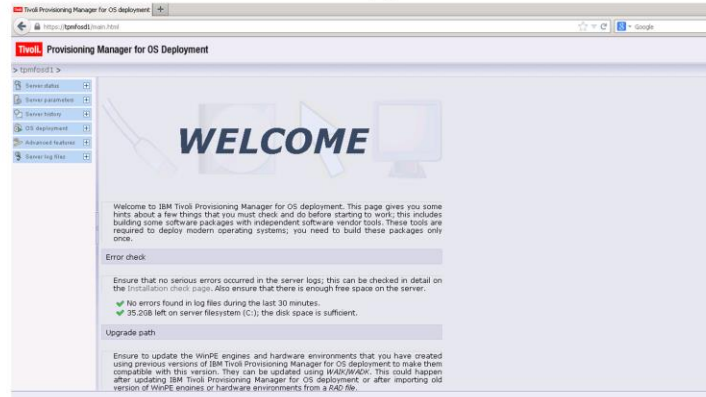 Tivoli Provisioning Manager for OS deployment
https://tpmfosd1/main.html
Google
Tivoli. Provisioning Manager for OS Deployment
> tpmfosd1 >
Server status
Server parameters
Server history
OS deployment
Advanced features
Server log files
WELCOME
Welcome to IBM Tivoli Provisioning Manager for OS deployment. This page gives you some
hints about a few things that you must check and do before starting to work; this includes
building some software packages with independent software vendor tools. These tools are
required to deploy modern operating systems; you need to build these packages only
once.
Error check
Ensure that no serious errors occurred in the server logs; this can be checked in detail on
the Installation check page. Also ensure that there is enough free space on the server.
No errors found in log files during the last 30 minutes.
35.2GB left on server filesystem (C:); the disk space is sufficient.
Upgrade path
Ensure to update the WinPE engines and hardware environments that you have created
using previous versions of IBM Tivoli Provisioning Manager for OS deployment to make them
compatible with this version. They can be updated using WAIK/WADK. This could happen
after updating IBM Tivoli Provisioning Manager for OS deployment or after importing old
version of WinPE engines or hardware environments from a RAD file.